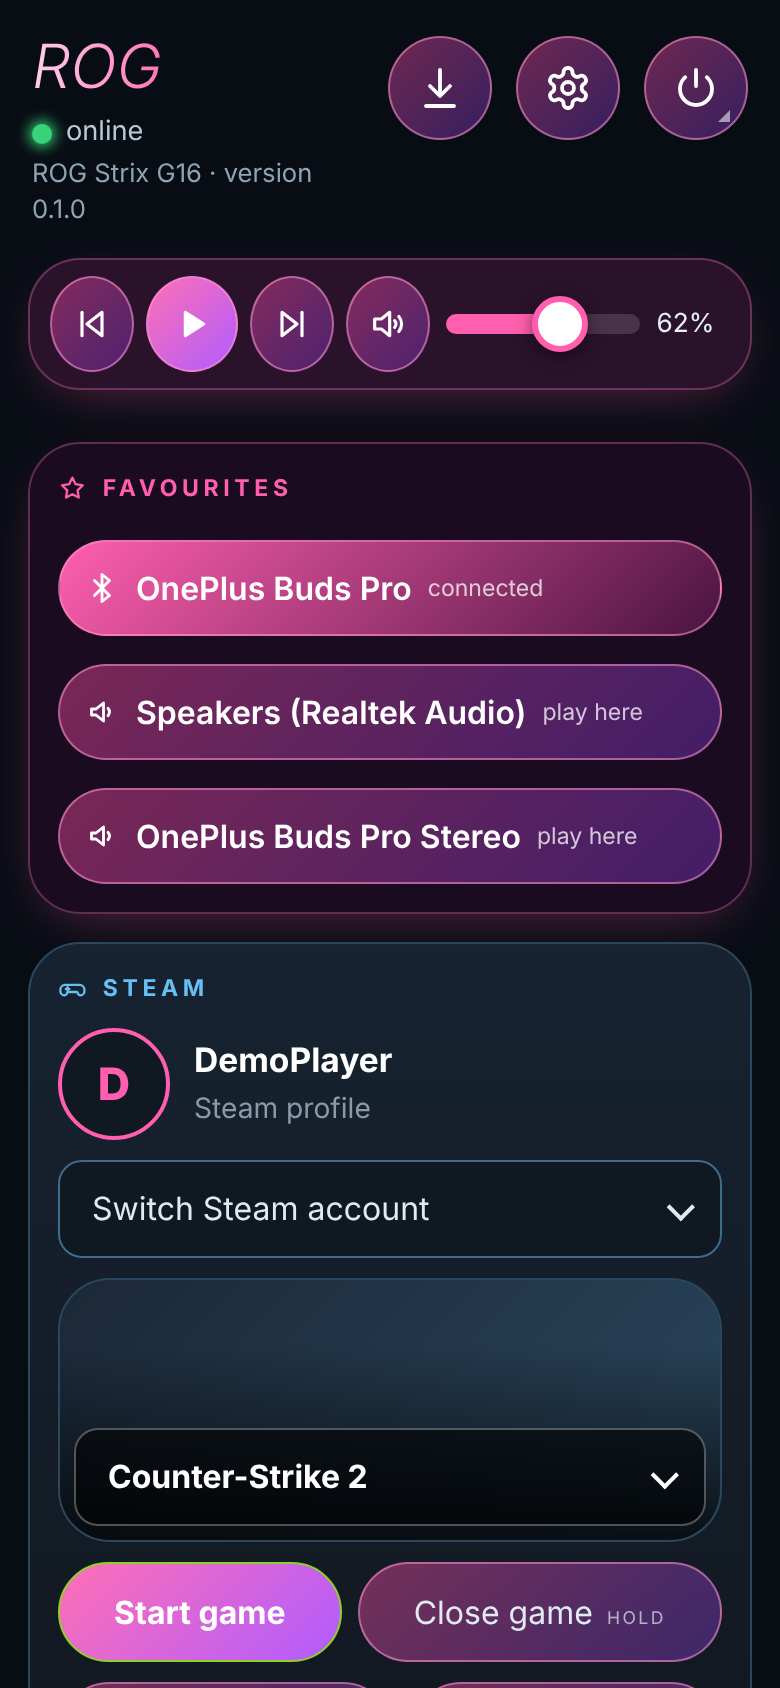 ROG
online
ROG Strix G16 · version
0.1.0
62%
FAVOURITES
OnePlus Buds Pro connected
Speakers (Realtek Audio) play here
OnePlus Buds Pro Stereo play here
STEAM
D
DemoPlayer
Steam profile
Switch Steam account
Counter-Strike 2
Start game
Close game HOLD